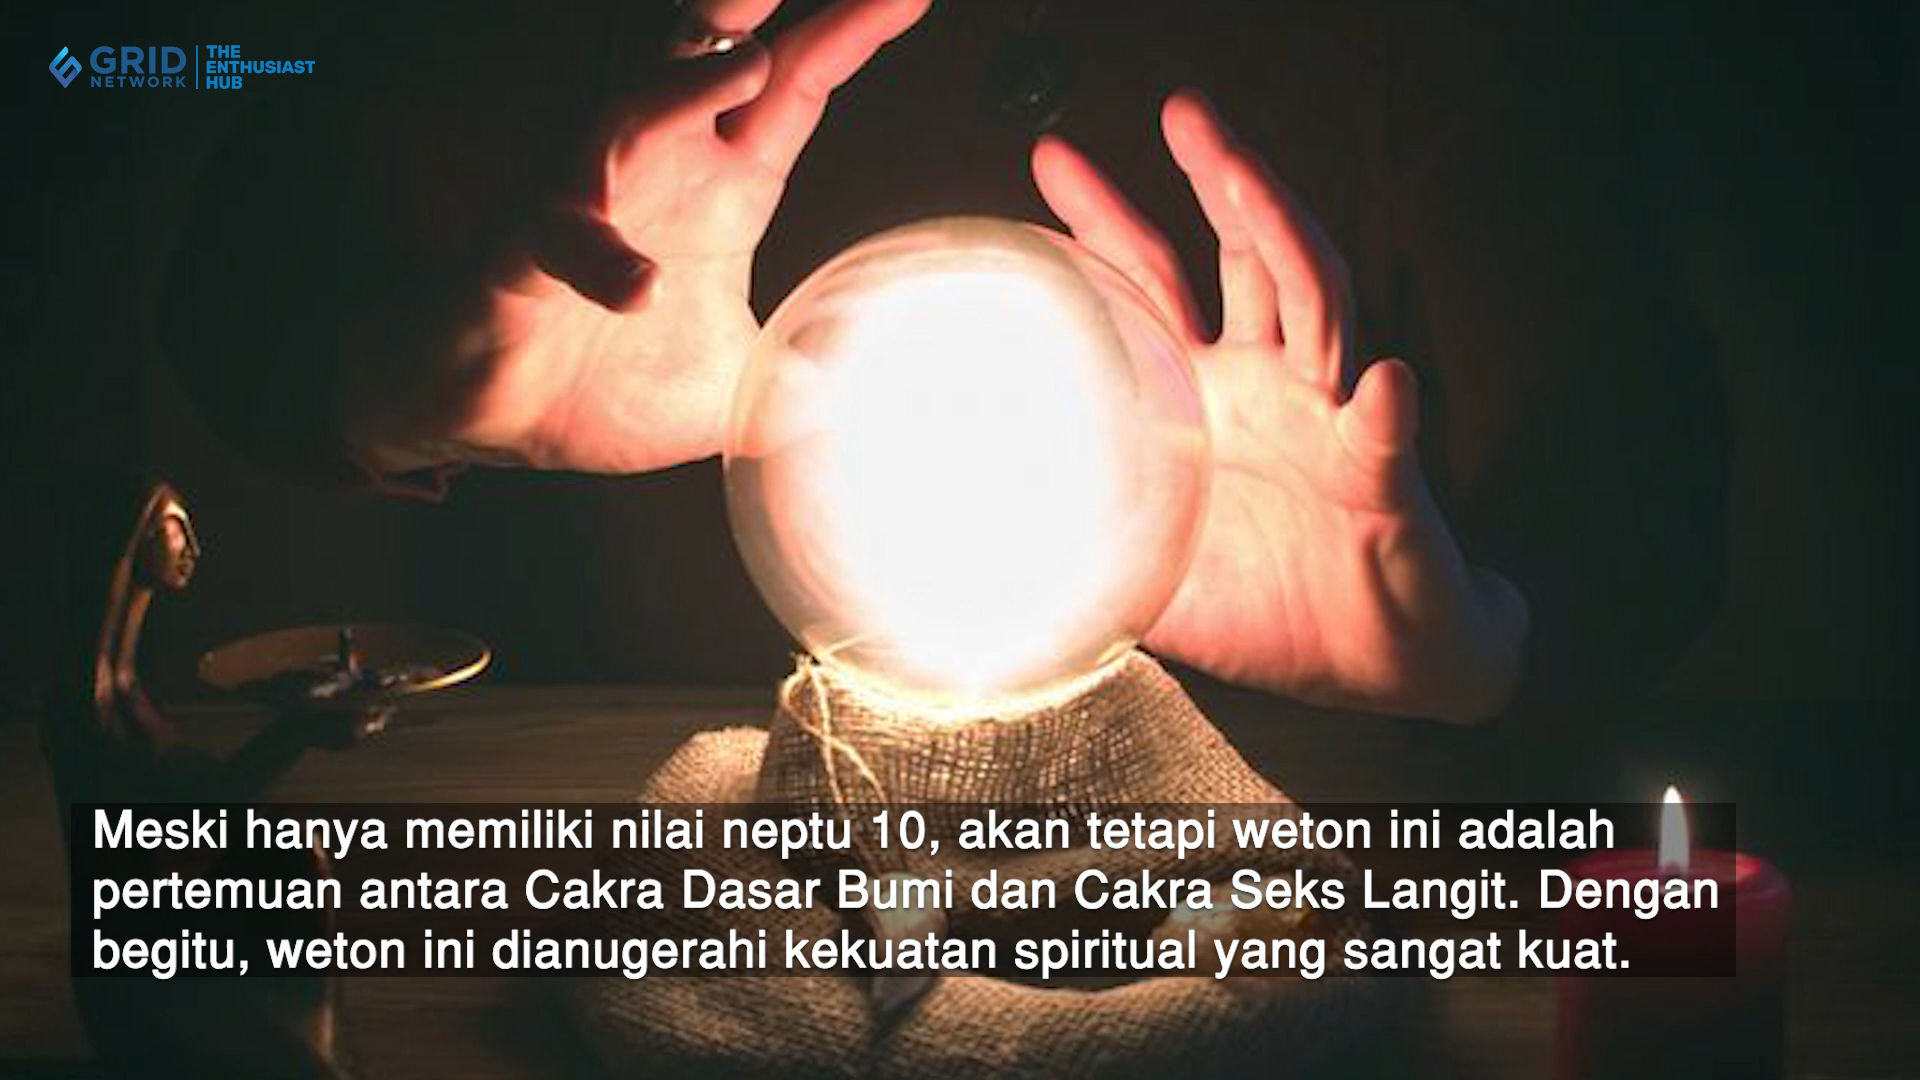 GRID
NETWORK
THE
ENTHUSIAST
HUB
Meski hanya memiliki nilai neptu 10, akan tetapi weton ini adalah
pertemuan antara Cakra Dasar Bumi dan Cakra Seks Langit. Dengan
begitu, weton ini dianugerahi kekuatan spiritual yang sangat kuat.